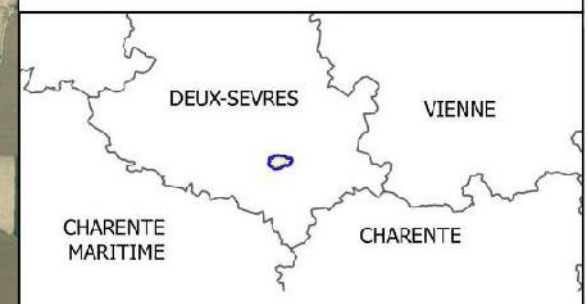 DEUX-SEVRES
VIENNE
CHARENTE
MARITIME
CHARENTE